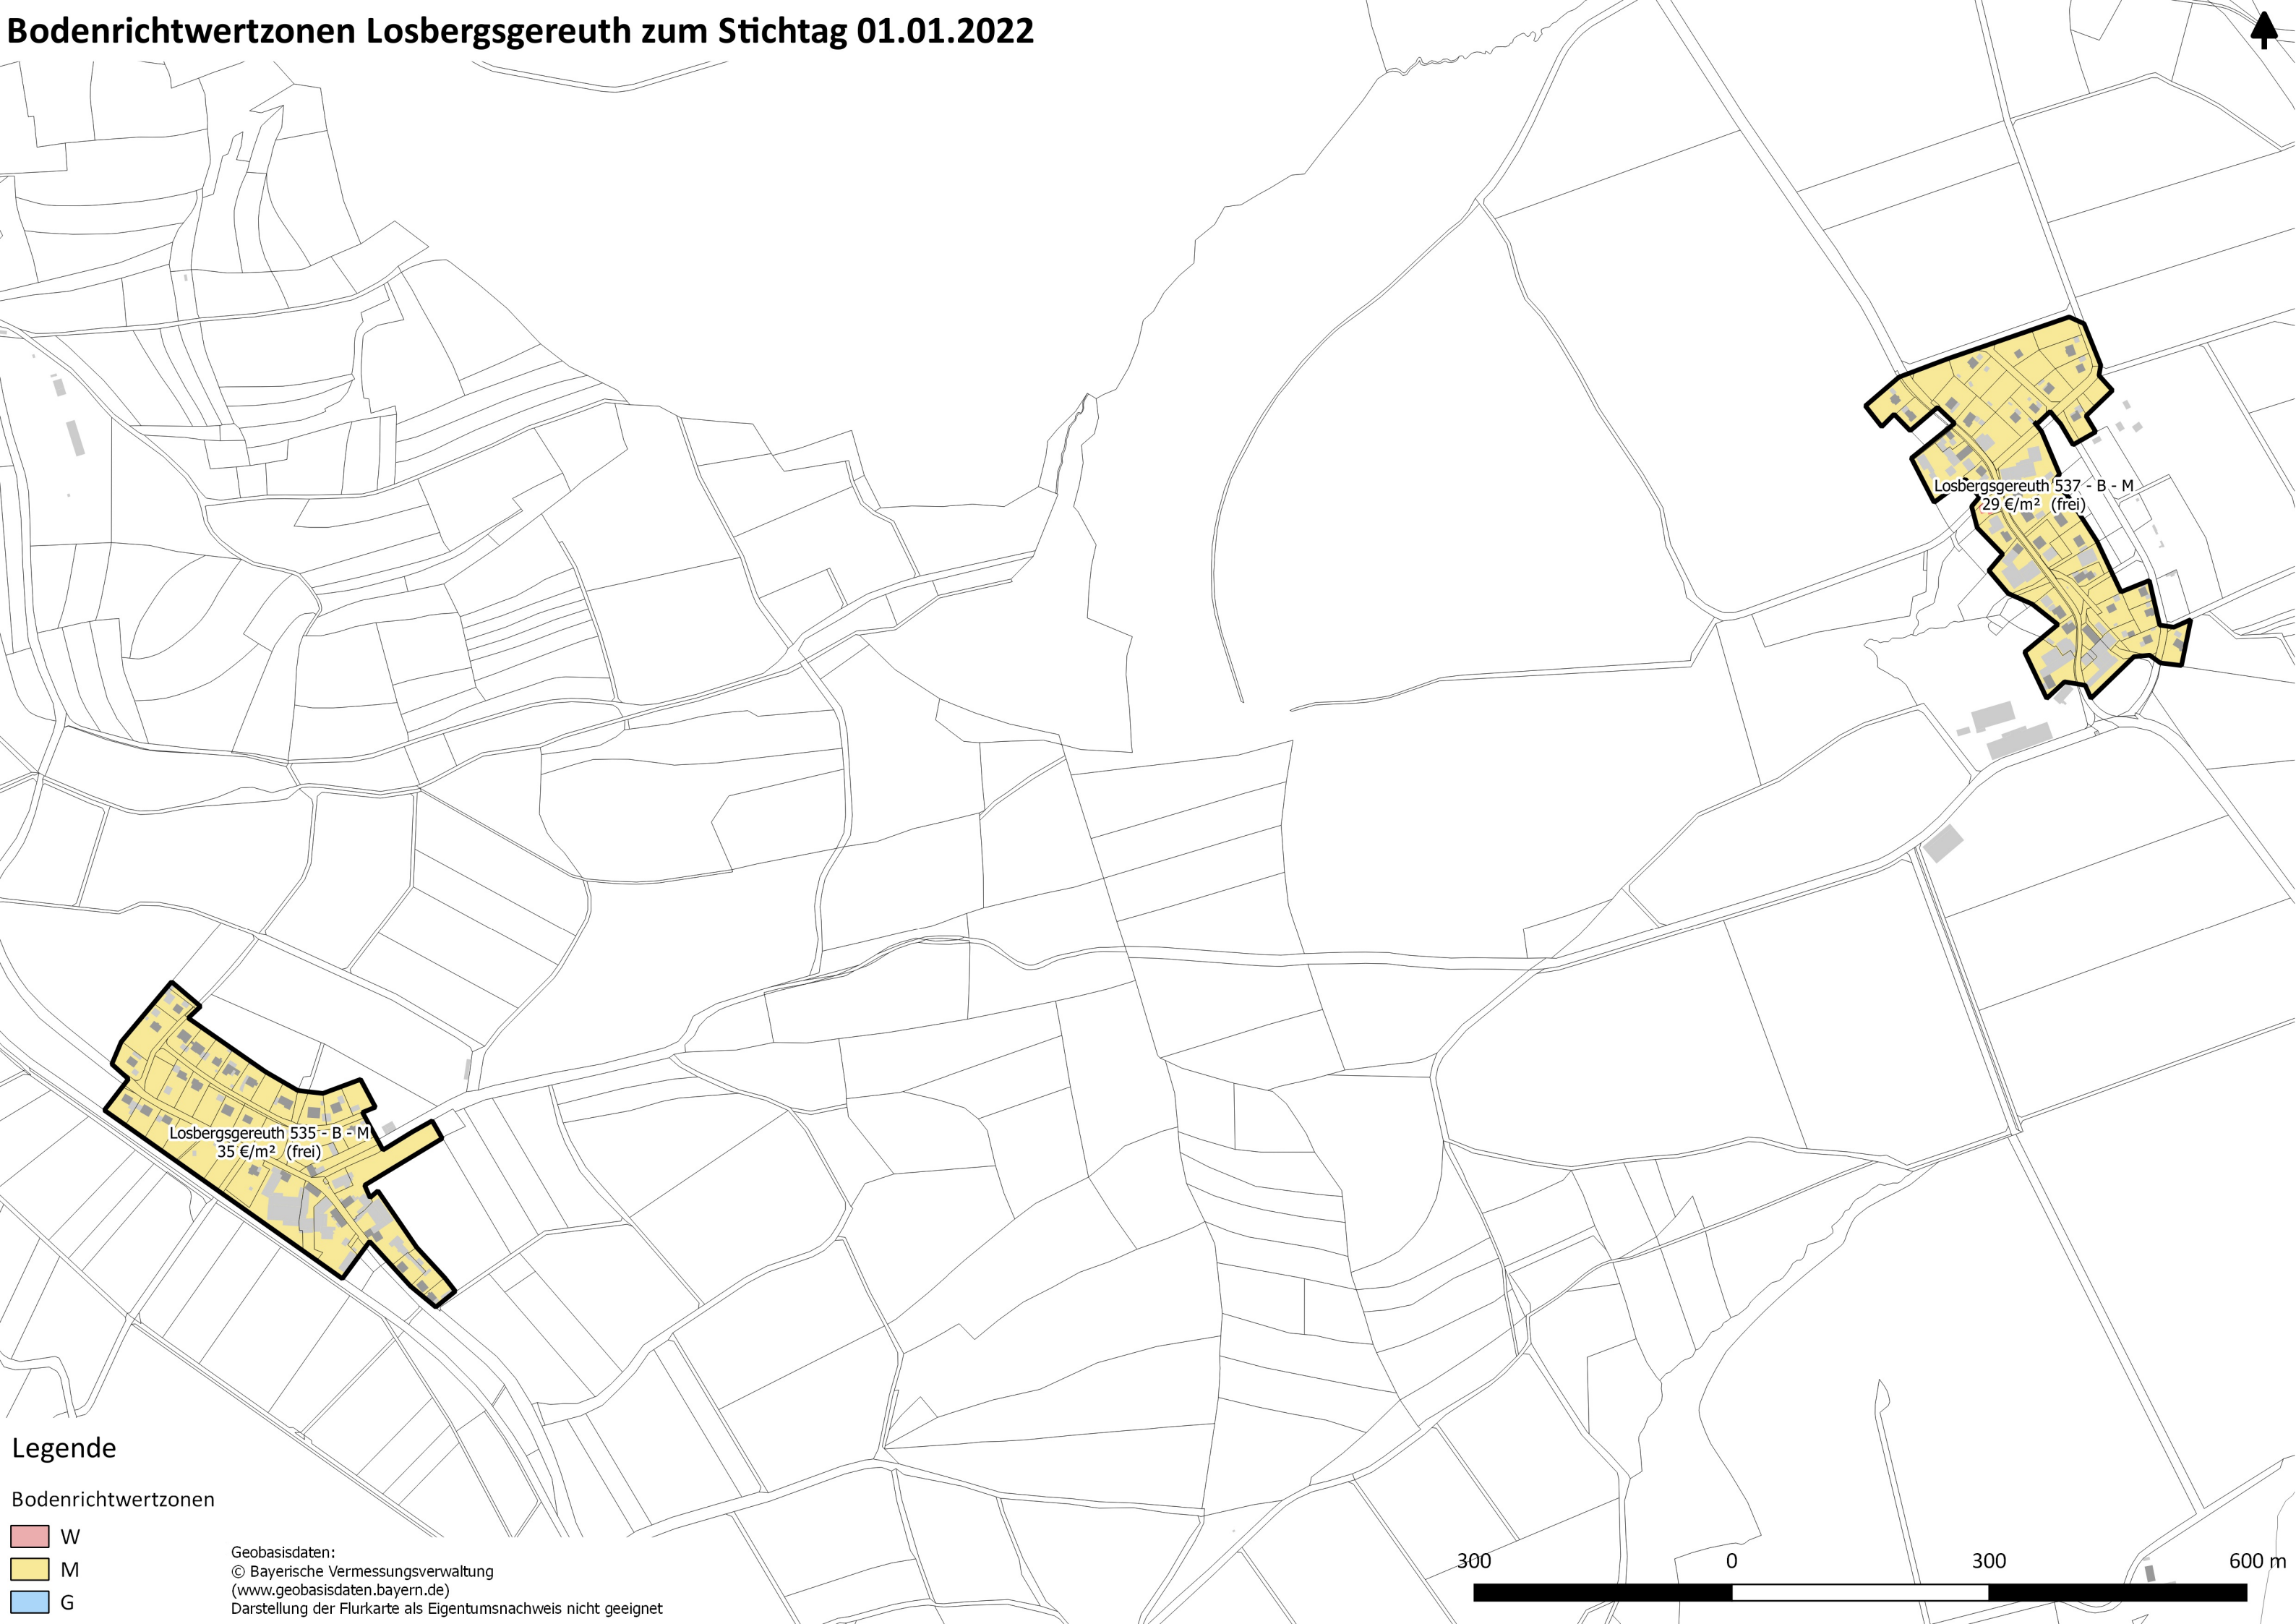 Bodenrichtwertzonen Losbergsgereuth zum Stichtag 01.01.2022
Losbergsgereuth 537 - B - M
29 €/m² (frei)
Losbergsgereuth 535 - B - M
35 €/m² (frei)
Legende
Bodenrichtwertzonen
W
M
G
Geobasisdaten:
© Bayerische Vermessungsverwaltung
(www.geobasisdaten.bayern.de)
Darstellung der Flurkarte als Eigentumsnachweis nicht geeignet
300 0 300 600 m